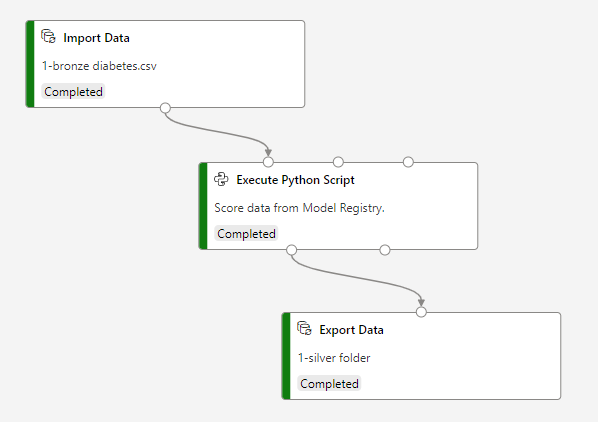 Import Data
1-bronze diabetes.csv
Completed
Execute Python Script
Score data from Model Registry.
Completed
Export Data
1-silver folder
Completed